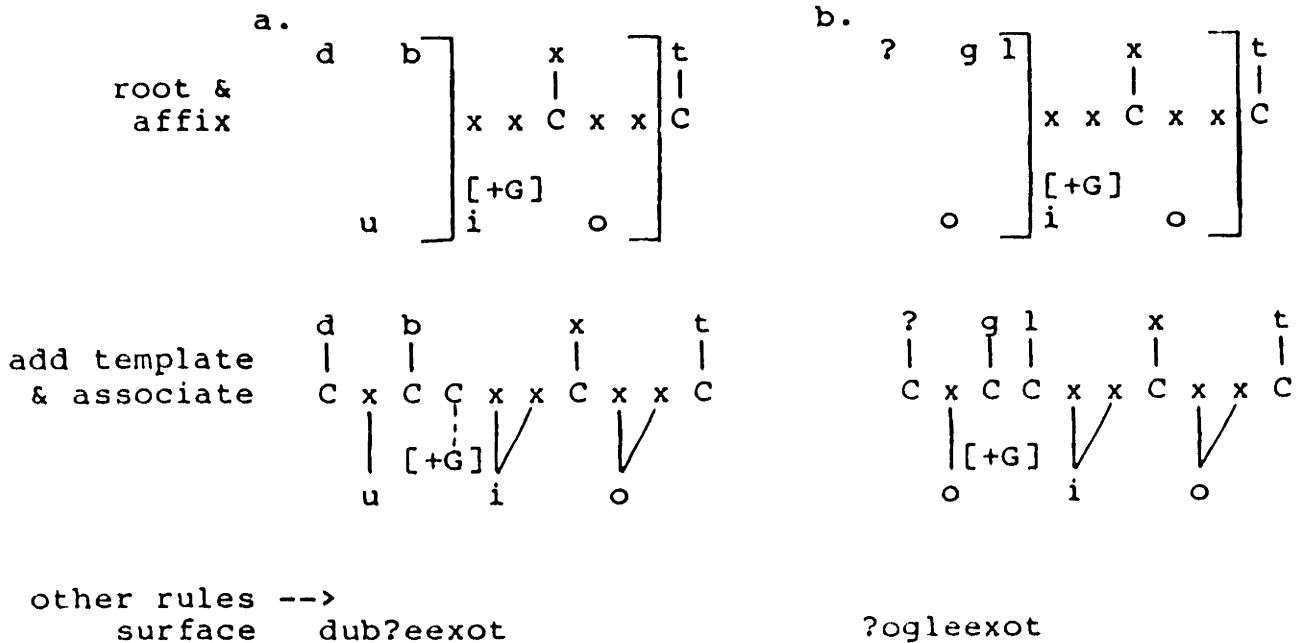 a. b.
d b x t ? g l x t
root &
affix x x C x x C x x C x x C
[+G] [+G]
u i o o i o
d b x t ? g l x t
add template
& associate C x C C x x C x x C C x C C x x C x x C
[+G] [+G]
u i o o i o
other rules -->
surface dub?eexot ?ogleexot